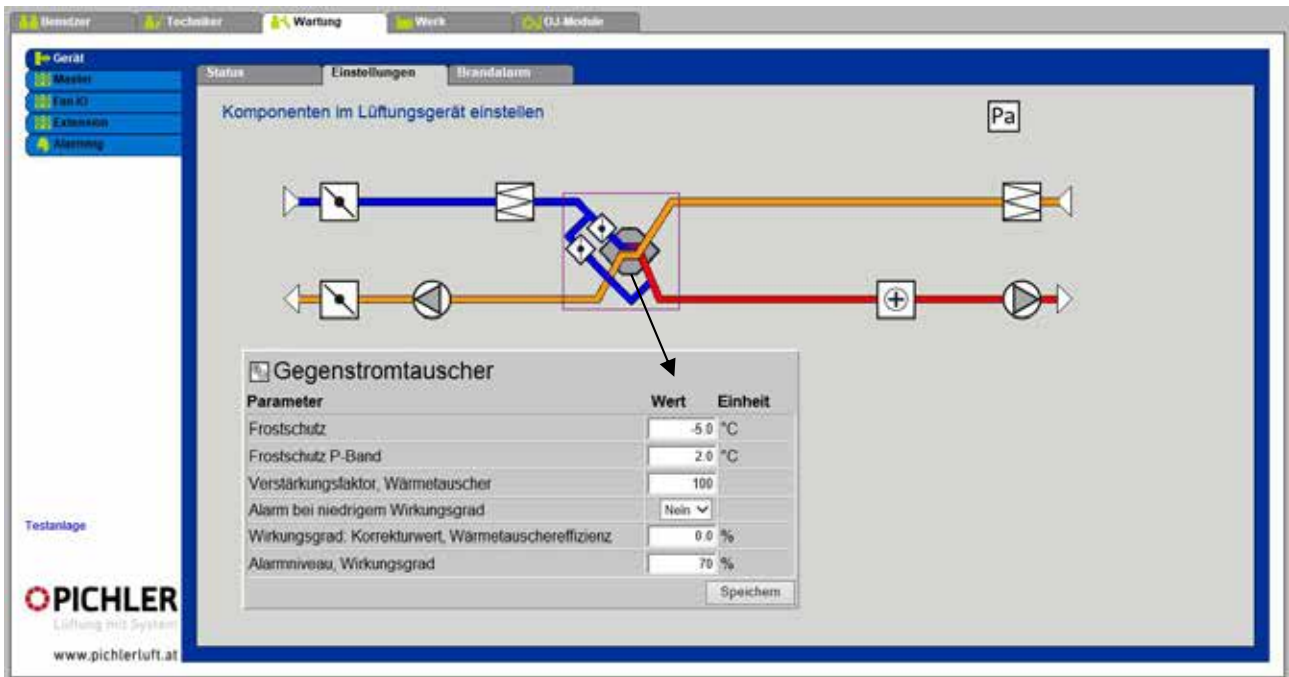 Benutzer Techniker Wartung Werk OJ-Module
Gerät
Master
Fan IO
Extension
Alarming
Status Einstellungen Brandalarm
Komponenten im Lüftungsgerät einstellen
Pa
Gegenstromtauscher
Parameter Wert Einheit
Frostschutz -5.0 °C
Frostschutz P-Band 2.0 °C
Verstärkungsfaktor, Wärmetauscher 100
Alarm bei niedrigem Wirkungsgrad Nein
Wirkungsgrad: Korrekturwert, Wärmetauschereffizienz 0.0 %
Alarmniveau, Wirkungsgrad 70 %
Speichern
Testanlage
PICHLER
Lüftung mit System
www.pichlerluft.at